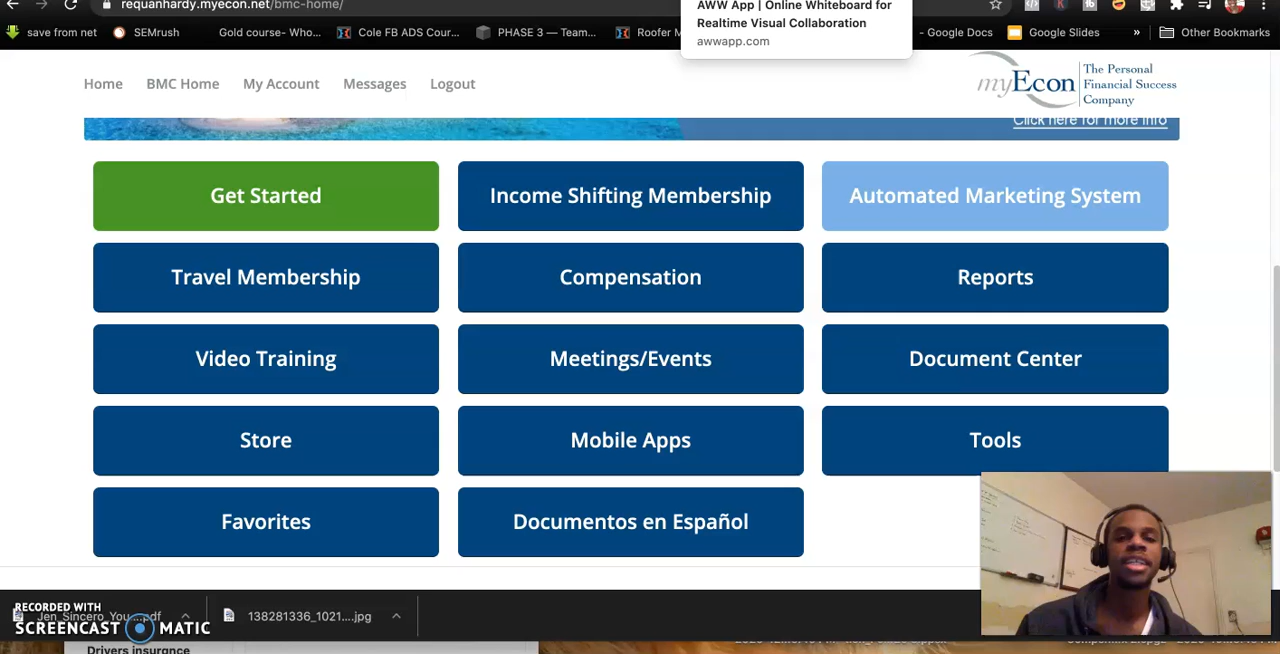 requanhardy.myecon.net/bmc-home/
AWW App | Online Whiteboard for
Realtime Visual Collaboration
awwapp.com
save from net
SEMrush
Gold course- Who...
Cole FB ADS Cour...
PHASE 3 — Team...
Roofer M
- Google Docs
Google Slides
»
Other Bookmarks
Home
BMC Home
My Account
Messages
Logout
myEcon
The Personal
Financial Success
Company
Click here for more info
Get Started
Income Shifting Membership
Automated Marketing System
Travel Membership
Compensation
Reports
Video Training
Meetings/Events
Document Center
Store
Mobile Apps
Tools
Favorites
Documentos en Español
RECORDED WITH
SCREENCAST MATIC
Jen_Sincero_You...pdf
138281336_1021....jpg
Drivers insurance